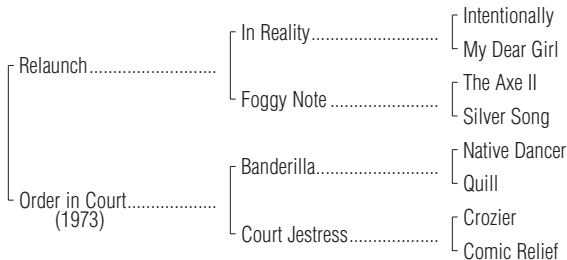 Intentionally
In Reality..........................
My Dear Girl
Relaunch..........................
The Axe II
Foggy Note ......................
Silver Song
Native Dancer
Banderilla.........................
Quill
Order in Court..................
(1973)
Crozier
Court Jestress..................
Comic Relief